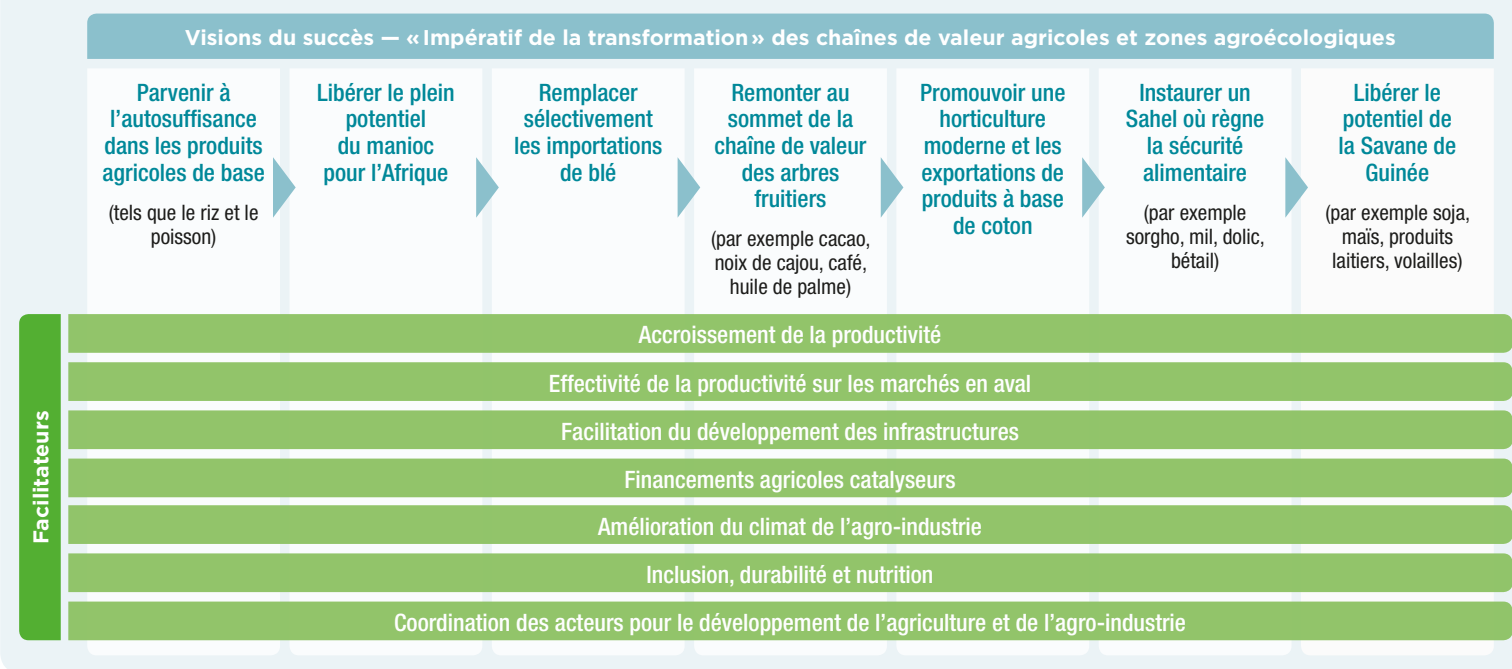 Visions du succès — « Impératif de la transformation » des chaînes de valeur agricoles et zones agroécologiques
Parvenir à
l’autosuffisance
dans les produits
agricoles de base
(tels que le riz et le
poisson)
Libérer le plein
potentiel
du manioc
pour l’Afrique
Remplacer
sélectivement
les importations
de blé
Remonter au
sommet de la
chaîne de valeur
des arbres
fruitiers
(par exemple cacao,
noix de cajou, café,
huile de palme)
Promouvoir une
horticulture
moderne et les
exportations de
produits à base
de coton
Instaurer un
Sahel où règne
la sécurité
alimentaire
(par exemple
sorgho, mil, dolic,
bétail)
Libérer le
potentiel de
la Savane de
Guinée
(par exemple soja,
maïs, produits
laitiers, volailles)
Facilitateurs
Accroissement de la productivité
Effectivité de la productivité sur les marchés en aval
Facilitation du développement des infrastructures
Financements agricoles catalyseurs
Amélioration du climat de l’agro-industrie
Inclusion, durabilité et nutrition
Coordination des acteurs pour le développement de l’agriculture et de l’agro-industrie